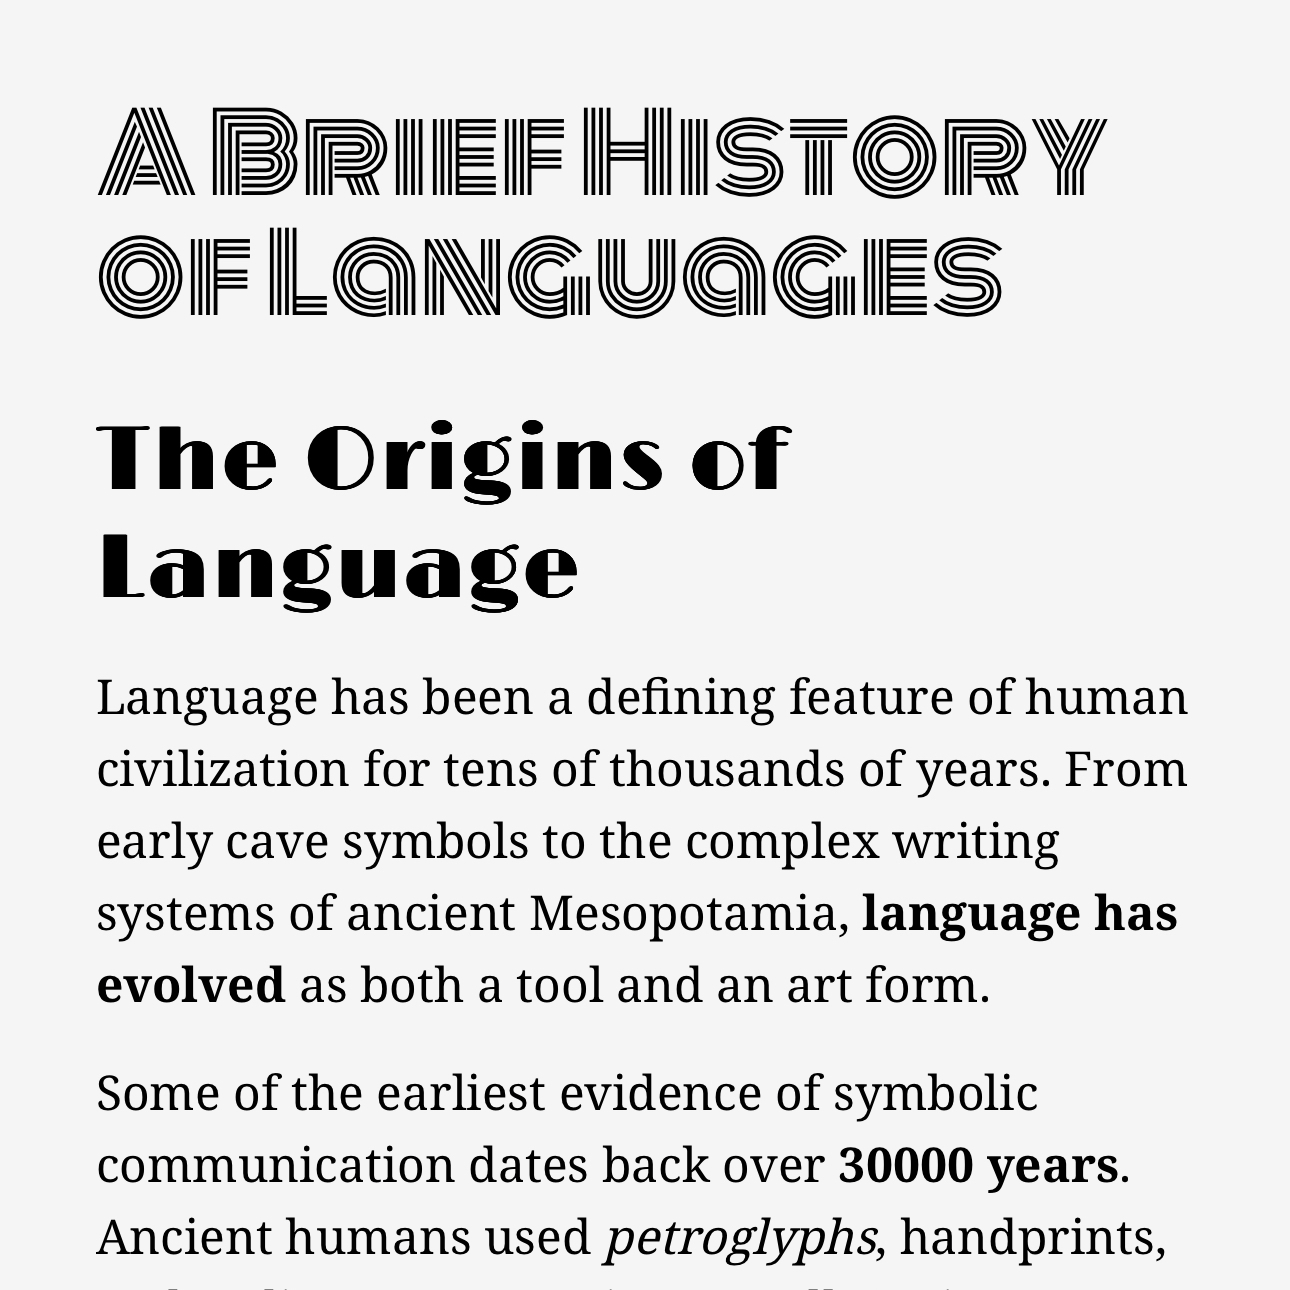 A Brief History
of Languages
The Origins of
Language
Language has been a defining feature of human
civilization for tens of thousands of years. From
early cave symbols to the complex writing
systems of ancient Mesopotamia, language has
evolved as both a tool and an art form.
Some of the earliest evidence of symbolic
communication dates back over 30000 years.
Ancient humans used petroglyphs, handprints,